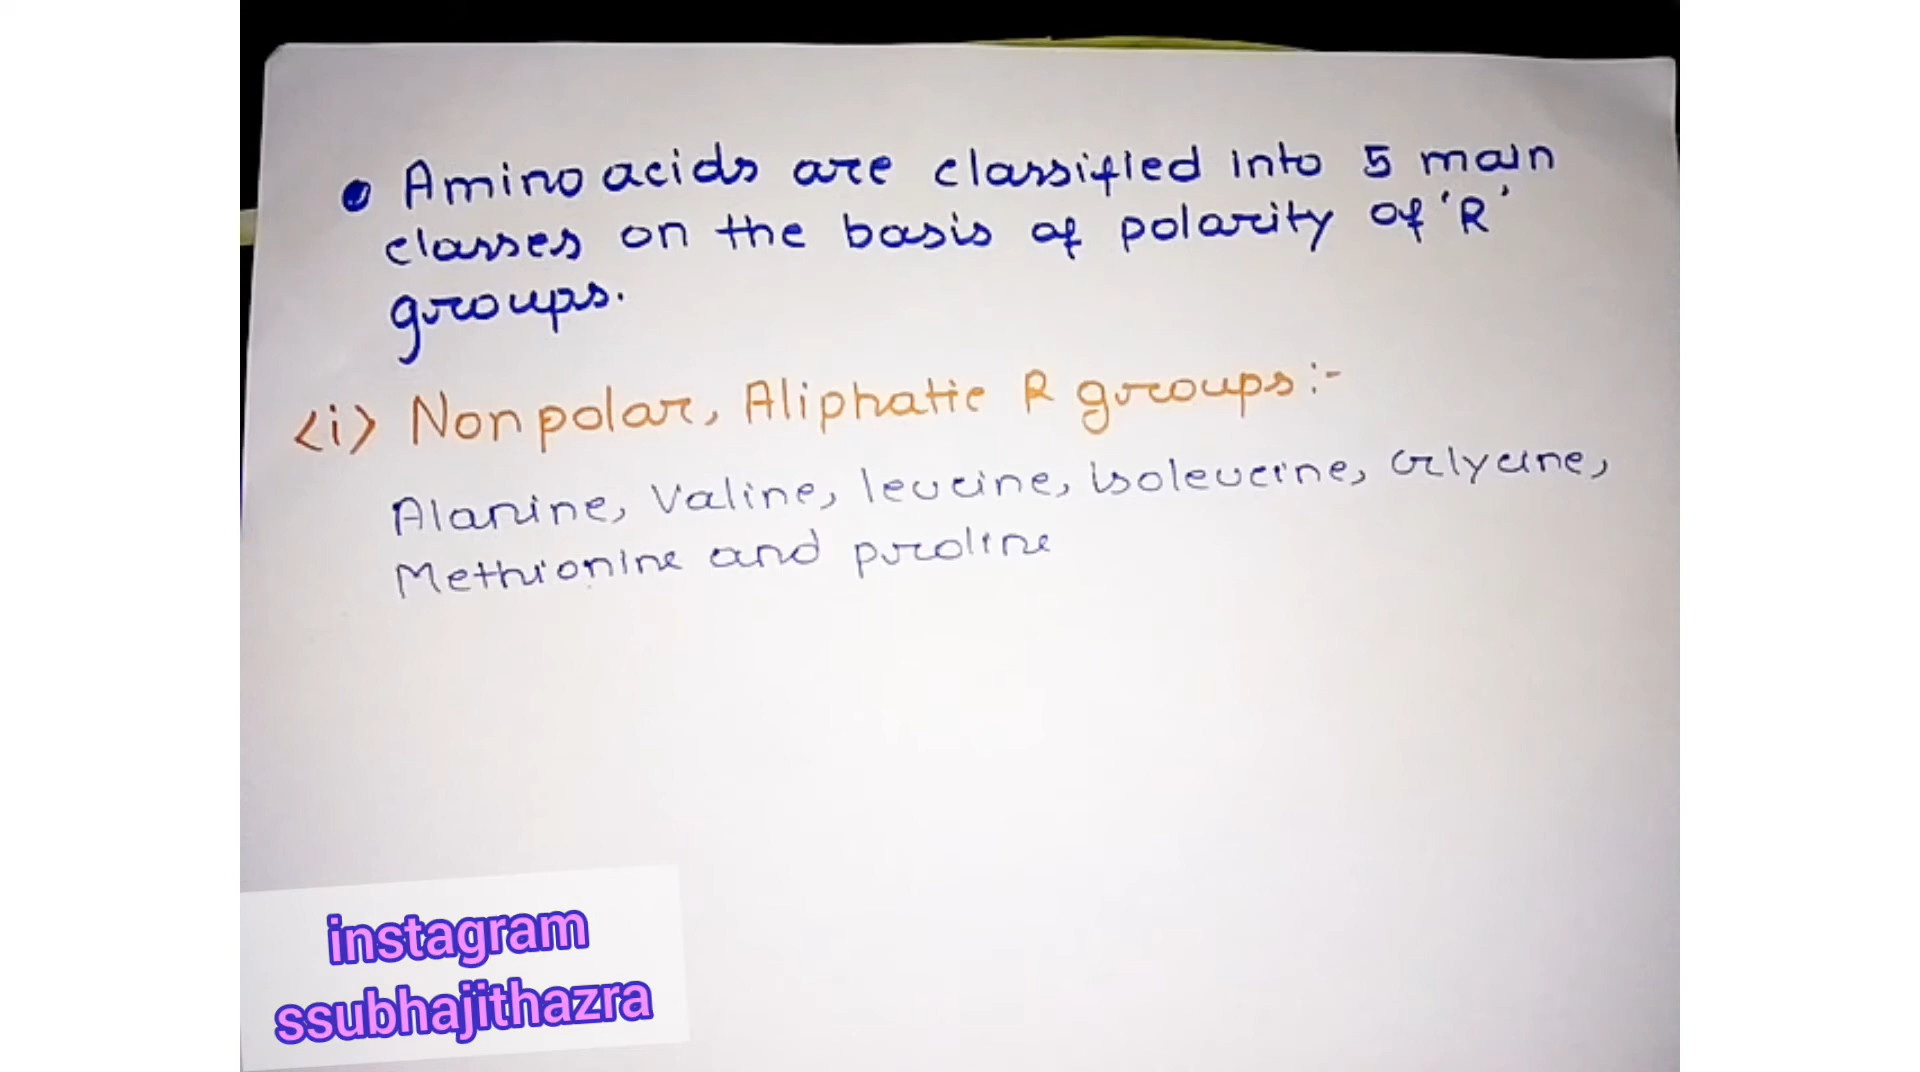 • Amino acids are classified into 5 main
classes on the basis of polarity of 'R'
groups.
<i> Nonpolar, Aliphatic R groups:-
Alanine, Valine, leucine, isoleucine, Glycine,
Methionine and proline
instagram
ssubhajithazra